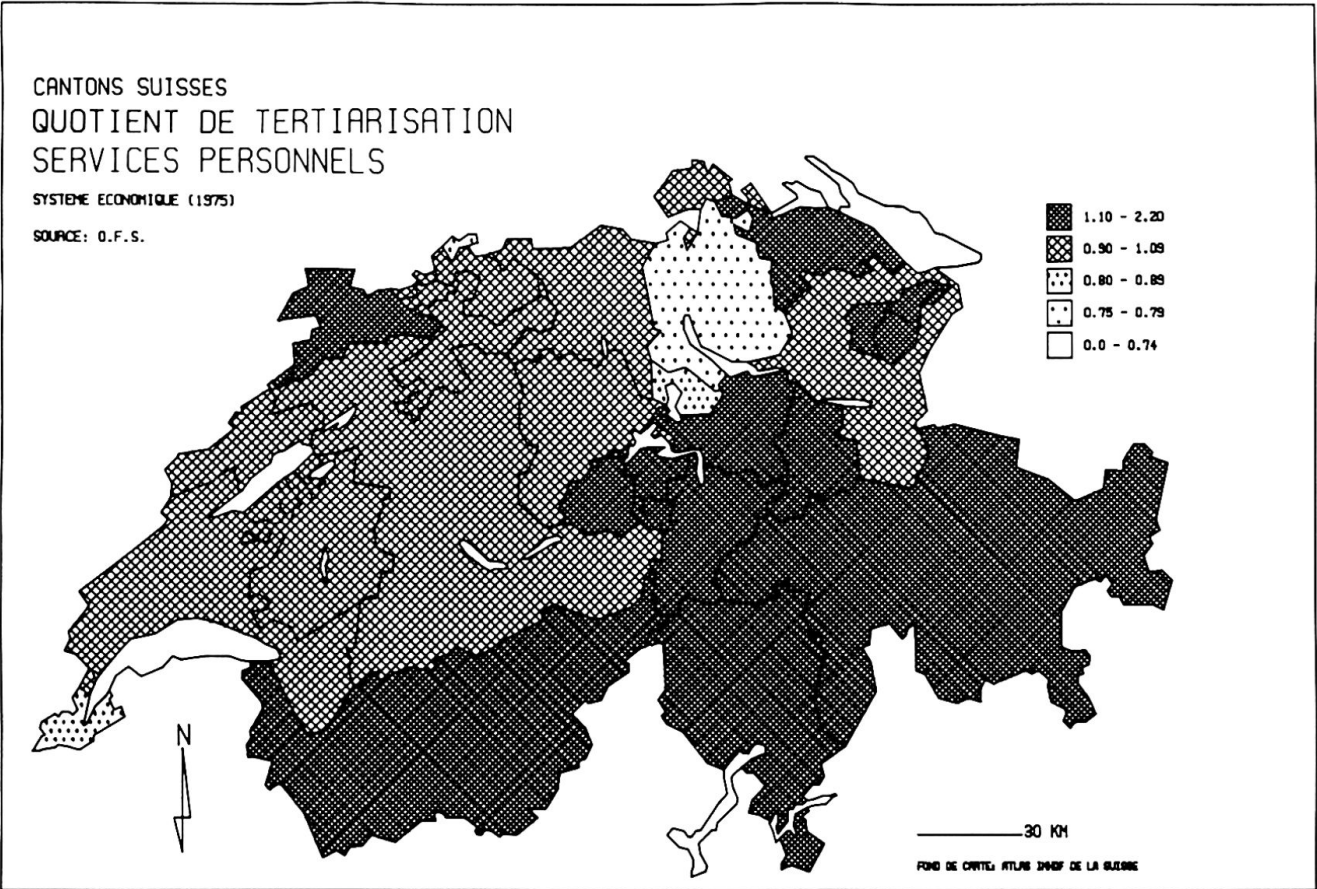 CANTONS SUISSES
QUOTIENT DE TERTIARISATION
SERVICES PERSONNELS
SYSTEME ECONOMIQUE (1975)
SOURCE: O.F.S.
1.10 - 2.20
0.90 - 1.09
0.80 - 0.89
0.75 - 0.79
0.0 - 0.74
N
30 KM
FOND DE CARTE: ATLAS IMHOF DE LA SUISSE